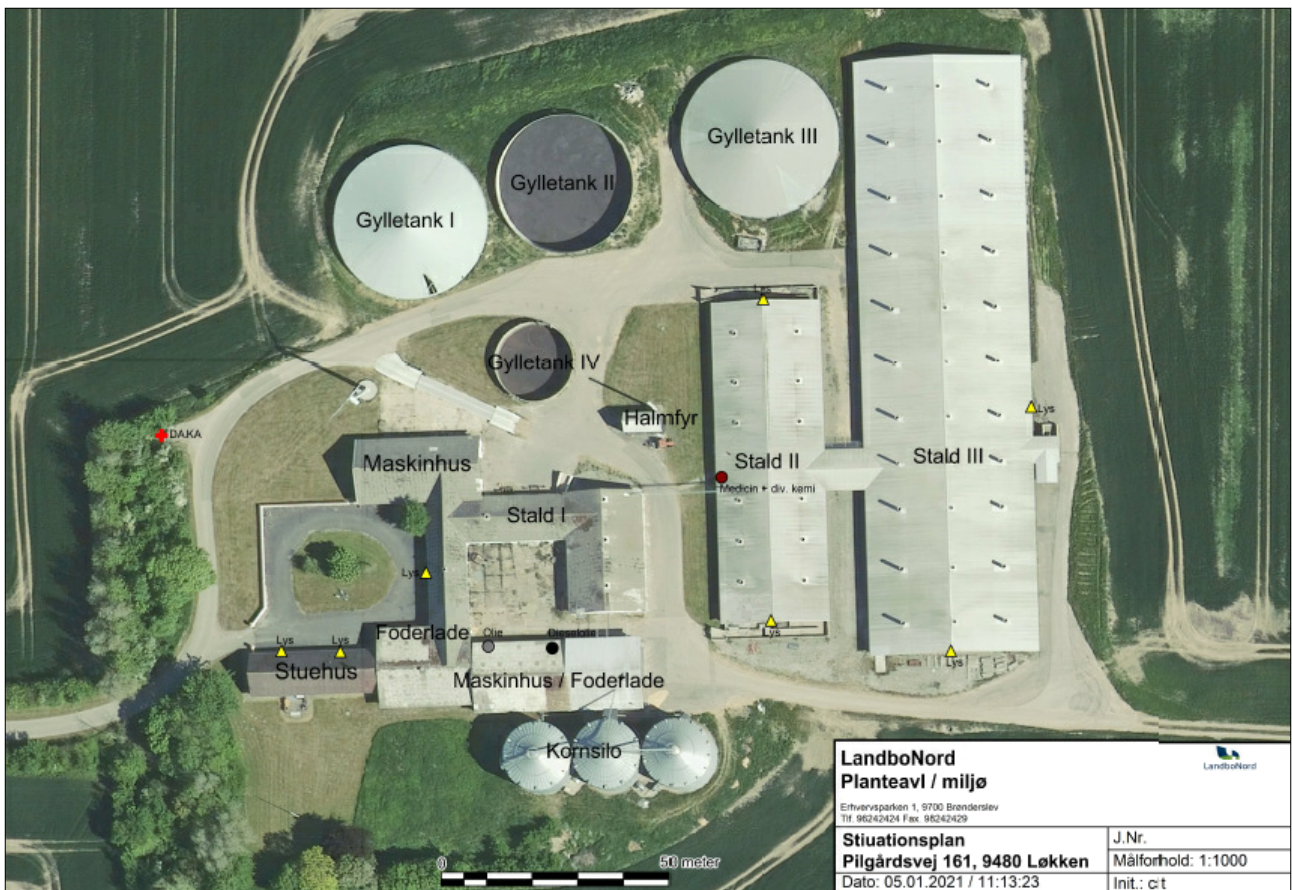 Gylletank III
Gylletank II
Gylletank I
Lys
Gylletank IV
Halmfyr
Lys
DAKA
Maskinhus
Stald II
Stald III
Medicin + div. kemi
Stald I
Lys
Foderlade
Olie
Dieselolie
Lys
Lys
Lys
Lys
Stuehus
Maskinhus / Foderlade
Kornsilo
LandboNord
Planteavl / miljø
LandboNord
Erhvervsparken 1, 9700 Brønderslev
Tlf. 96242424 Fax. 98242429
Stiuationsplan
J.Nr.
Pilgårdsvej 161, 9480 Løkken
Målforhold: 1:1000
Dato: 05.01.2021 / 11:13:23
Init.: clt
0
50 meter